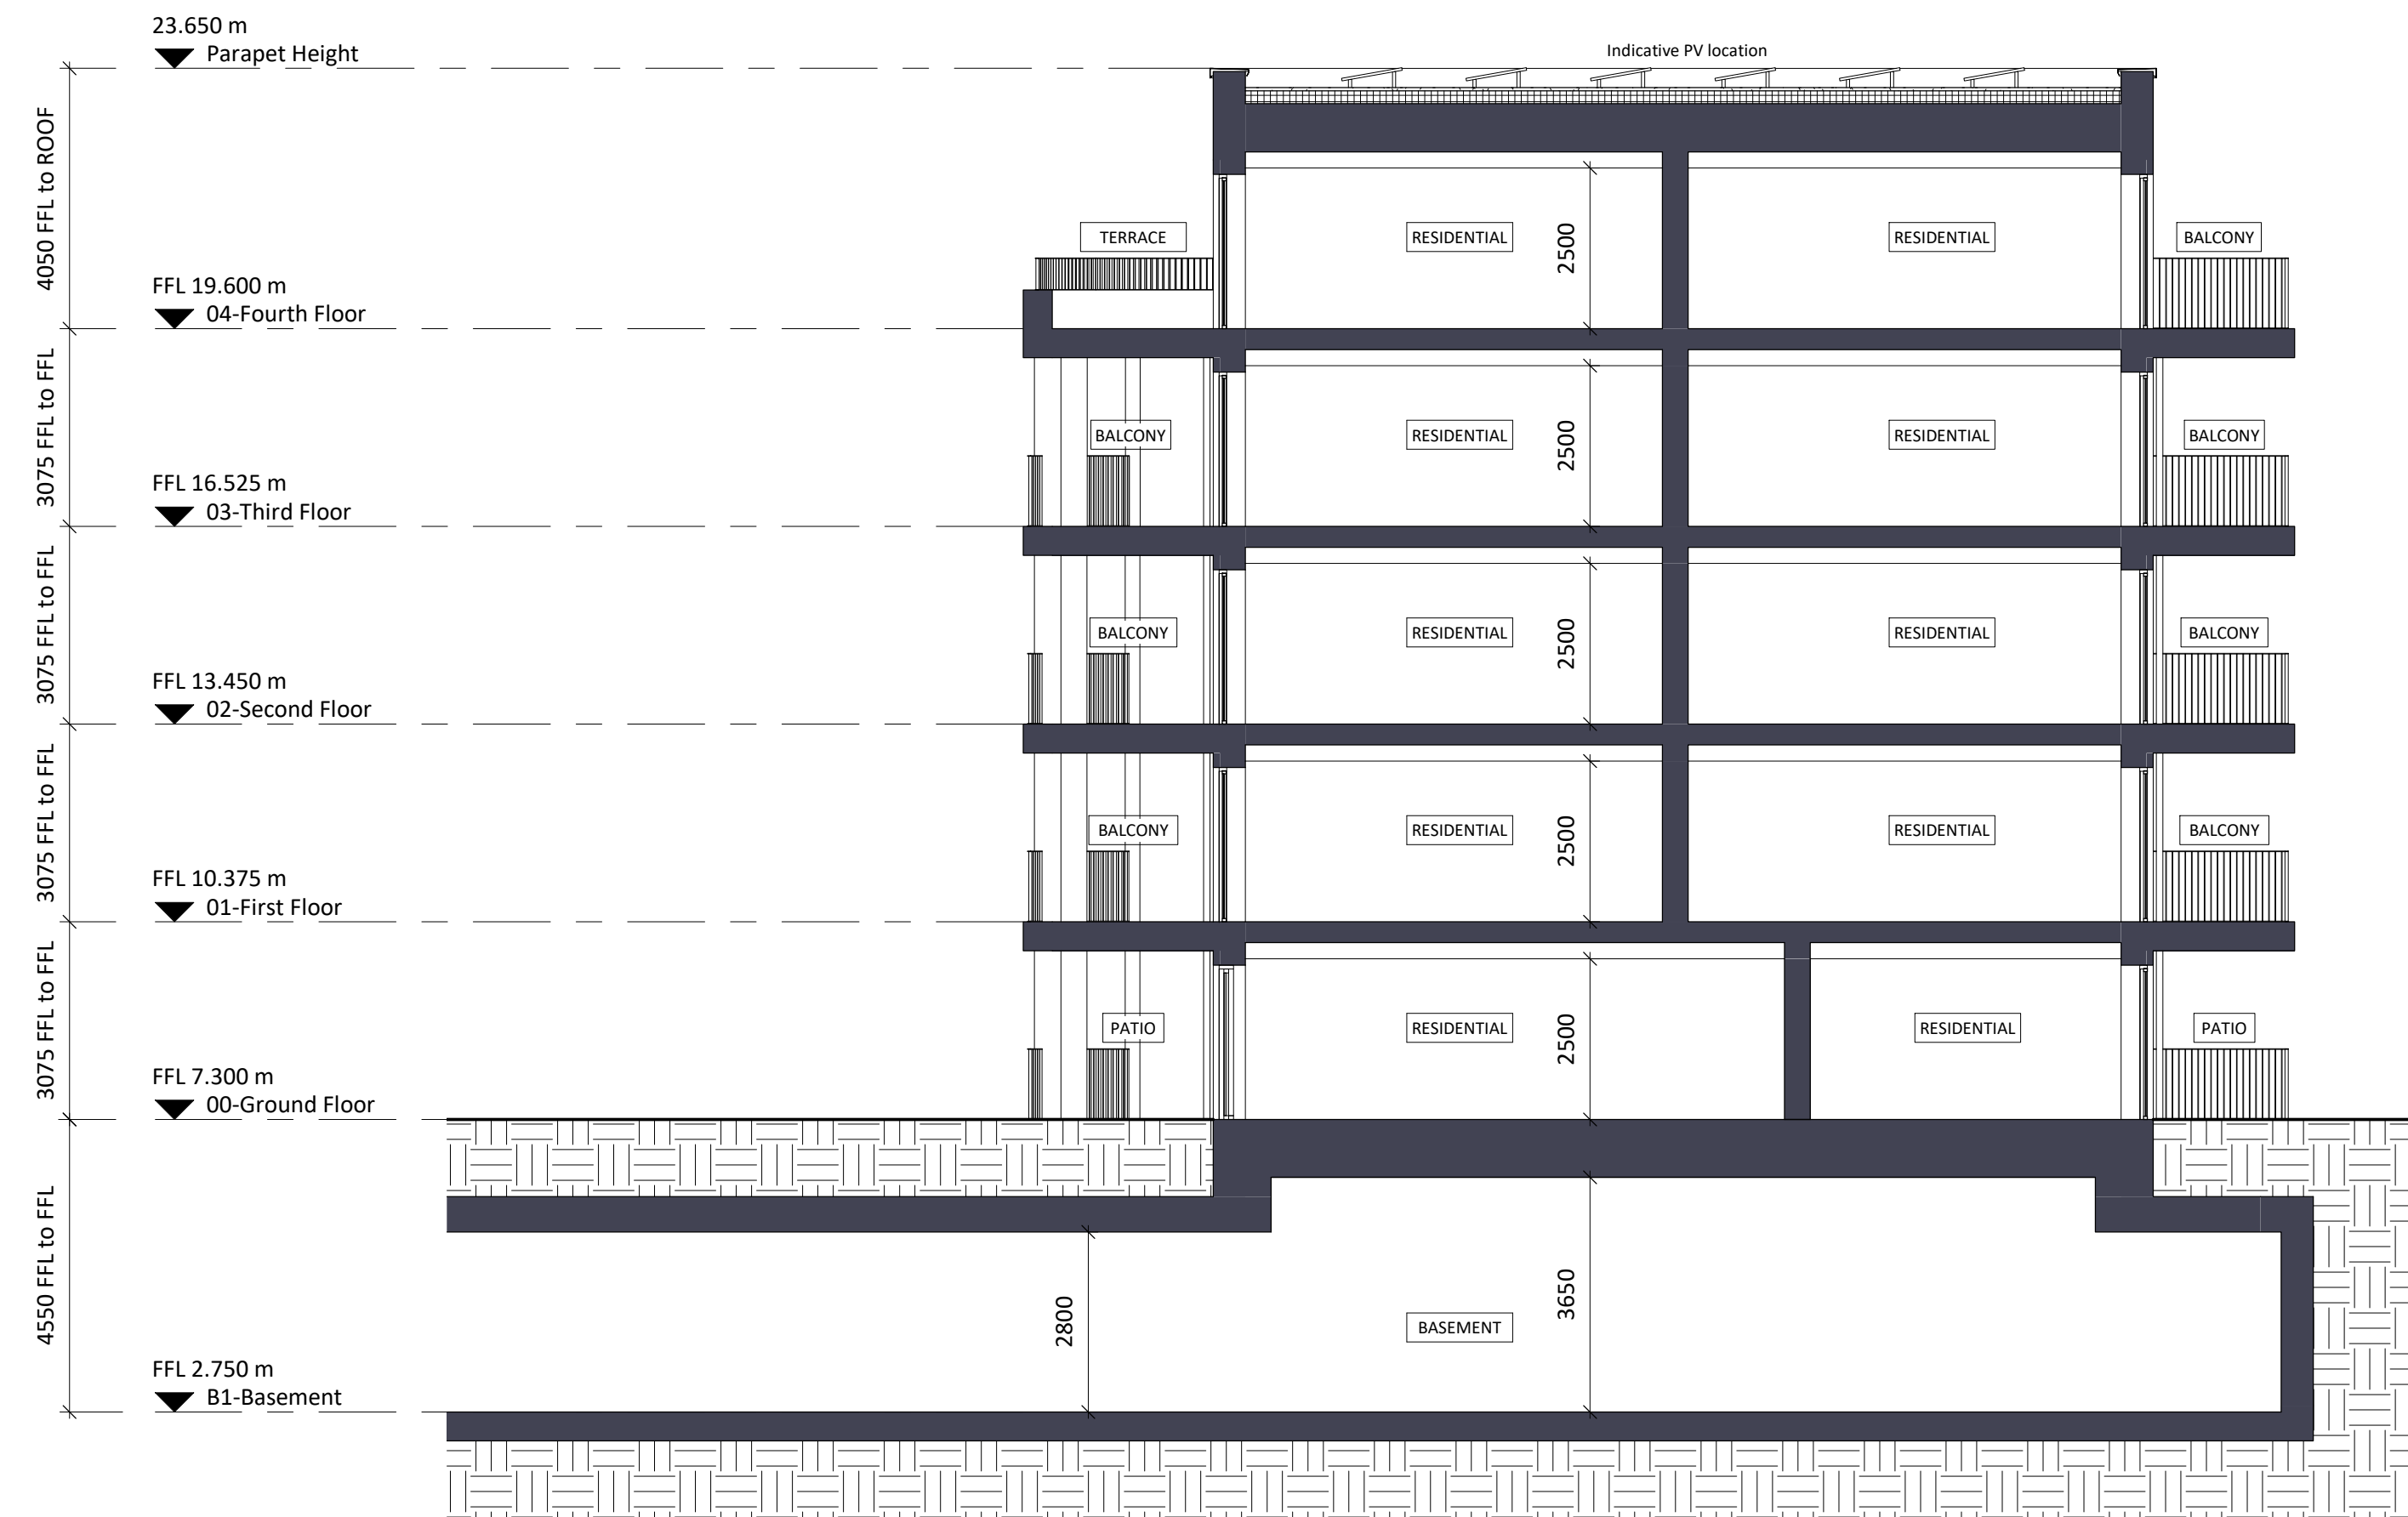 23.650 m
Parapet Height
Indicative PV location
4050 FFL to ROOF
TERRACE
RESIDENTIAL
2500
RESIDENTIAL
BALCONY
FFL 19.600 m
04-Fourth Floor
3075 FFL to FFL
BALCONY
RESIDENTIAL
2500
RESIDENTIAL
BALCONY
FFL 16.525 m
03-Third Floor
3075 FFL to FFL
BALCONY
RESIDENTIAL
2500
RESIDENTIAL
BALCONY
FFL 13.450 m
02-Second Floor
3075 FFL to FFL
BALCONY
RESIDENTIAL
2500
RESIDENTIAL
BALCONY
FFL 10.375 m
01-First Floor
3075 FFL to FFL
PATIO
RESIDENTIAL
2500
RESIDENTIAL
PATIO
FFL 7.300 m
00-Ground Floor
4550 FFL to FFL
2800
BASEMENT
3650
FFL 2.750 m
B1-Basement